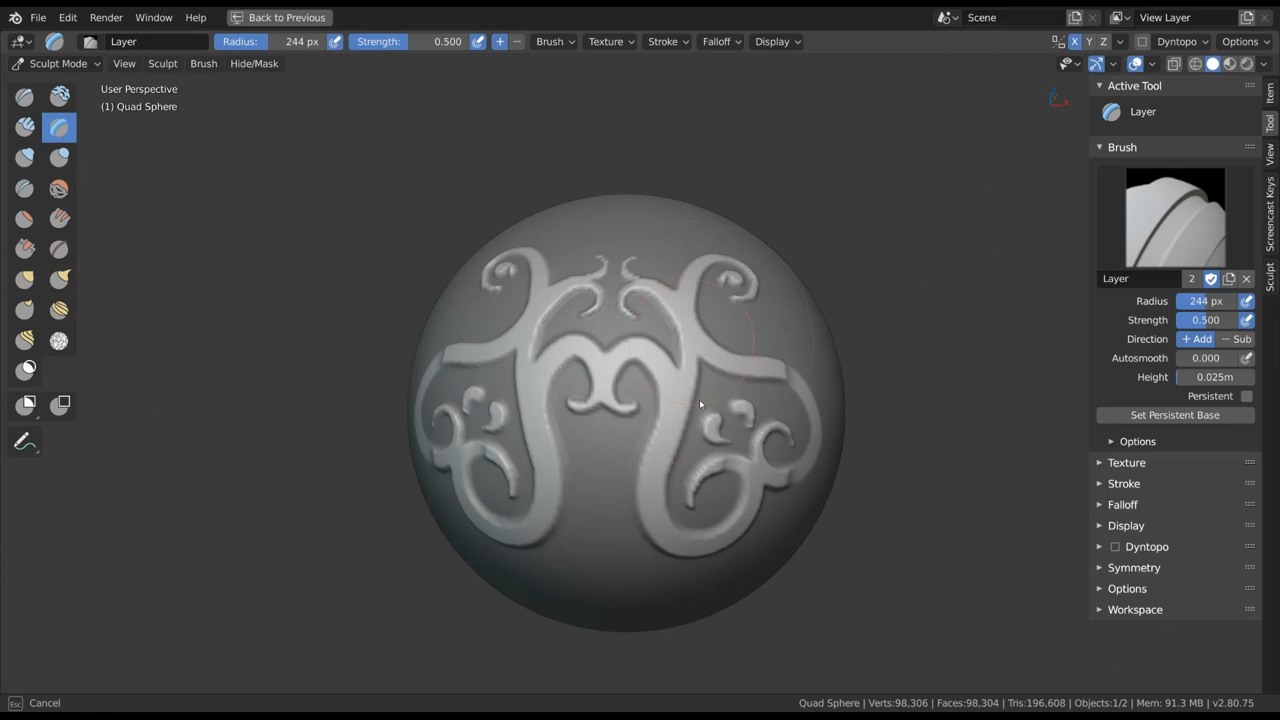 File Edit Render Window Help Back to Previous Scene View Layer
Layer Radius: 244 px Strength: 0.500 Brush Texture Stroke Falloff Display X Y Z Dyntopo Options
Sculpt Mode View Sculpt Brush Hide/Mask
User Perspective
(1) Quad Sphere
Active Tool
Layer
Brush
Layer 2
Radius 244 px
Strength 0.500
Direction + Add - Sub
Autosmooth 0.000
Height 0.025m
Persistent
Set Persistent Base
Options
Texture
Stroke
Falloff
Display
Dyntopo
Symmetry
Options
Workspace
Item
Tool
View
Screencast Keys
Sculpt
Esc Cancel
Quad Sphere | Verts:98,306 | Faces:98,304 | Tris:196,608 | Objects:1/2 | Mem: 91.3 MB | v2.80.75